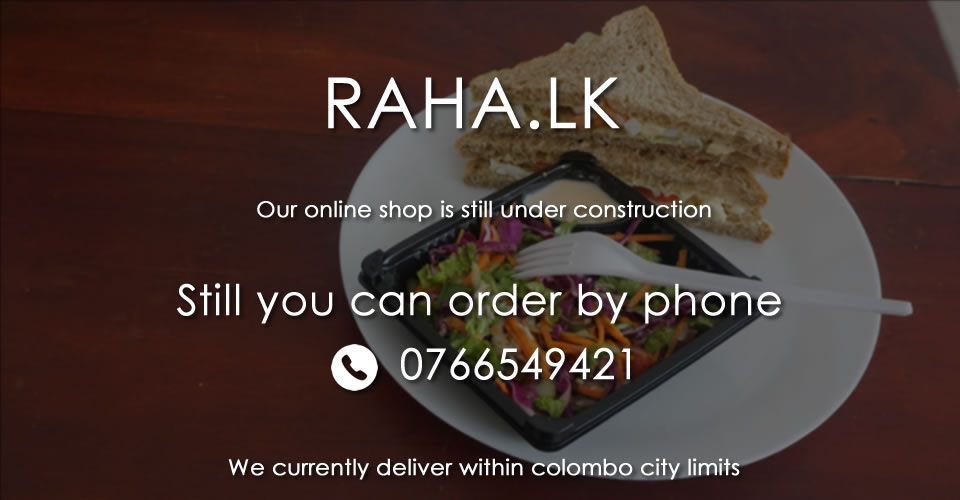 RAHA.LK
Our online shop is still under construction
Still you can order by phone
0766549421
We currently deliver within colombo city limits